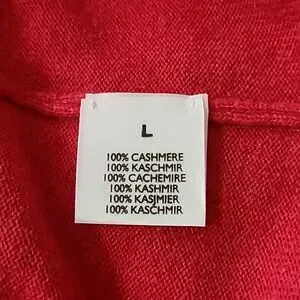 L
100% CASHMERE
100% KASCHMIR
100% CACHEMIRE
100% KASHMIR
100% KASJMIER
100% KASCHMIR